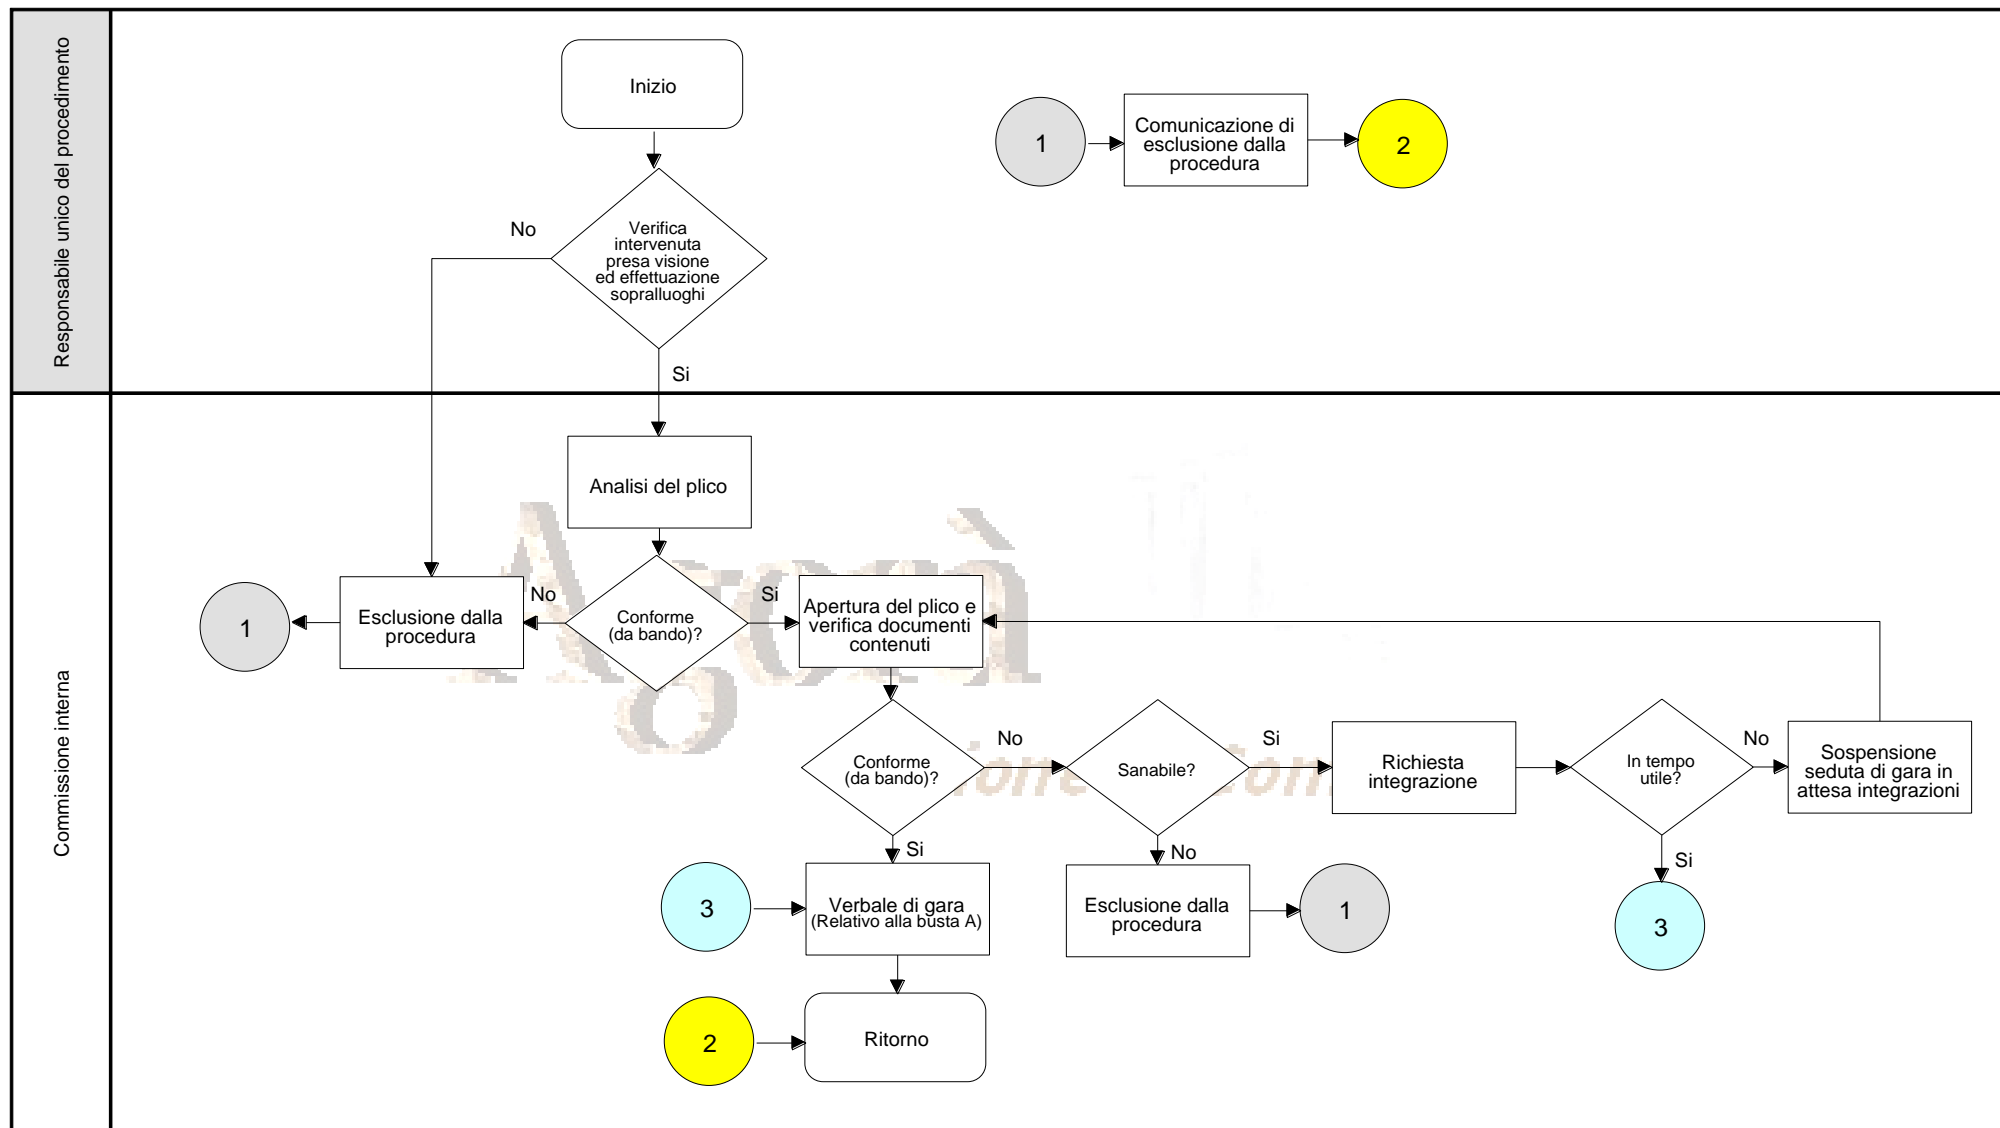 Responsabile unico del procedimento
Inizio
1
Comunicazione di
esclusione dalla
procedura
2
No
Verifica
intervenuta
presa visione
ed effettuazione
sopralluoghi
Si
Commissione interna
Analisi del plico
1
Esclusione dalla
procedura
No
Conforme
(da bando)?
Si
Apertura del plico e
verifica documenti
contenuti
Conforme
(da bando)?
No
Sanabile?
Si
Richiesta
integrazione
In tempo
utile?
No
Sospensione
seduta di gara in
attesa integrazioni
Si
3
Verbale di gara
(Relativo alla busta A)
No
Esclusione dalla
procedura
1
Si
3
2
Ritorno
Agorà